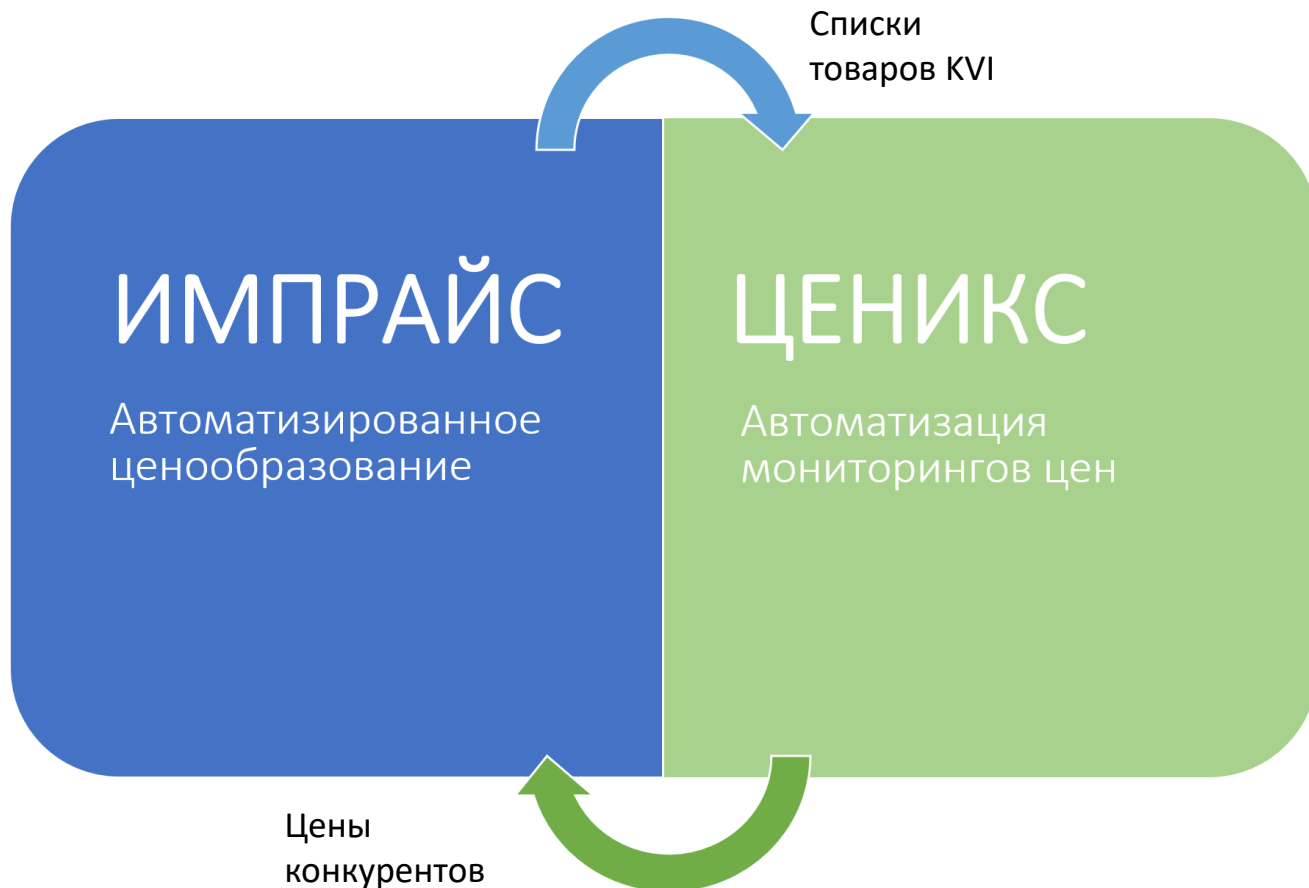 Списки
товаров KVI
ИМПРАЙС
Автоматизированное
ценообразование
ЦЕНИКС
Автоматизация
мониторингов цен
Цены
конкурентов